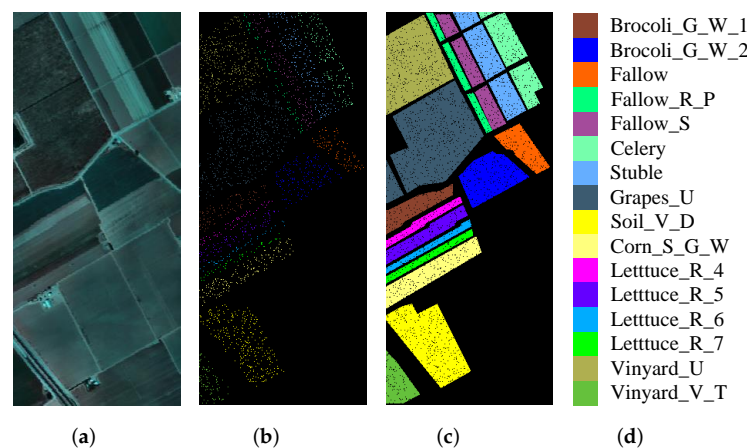 Brocoli_G_W_1
Brocoli_G_W_2
Fallow
Fallow_R_P
Fallow_S
Celery
Stuble
Grapes_U
Soil_V_D
Corn_S_G_W
Letttuce_R_4
Letttuce_R_5
Letttuce_R_6
Letttuce_R_7
Vinyard_U
Vinyard_V_T
(a) (b) (c) (d)